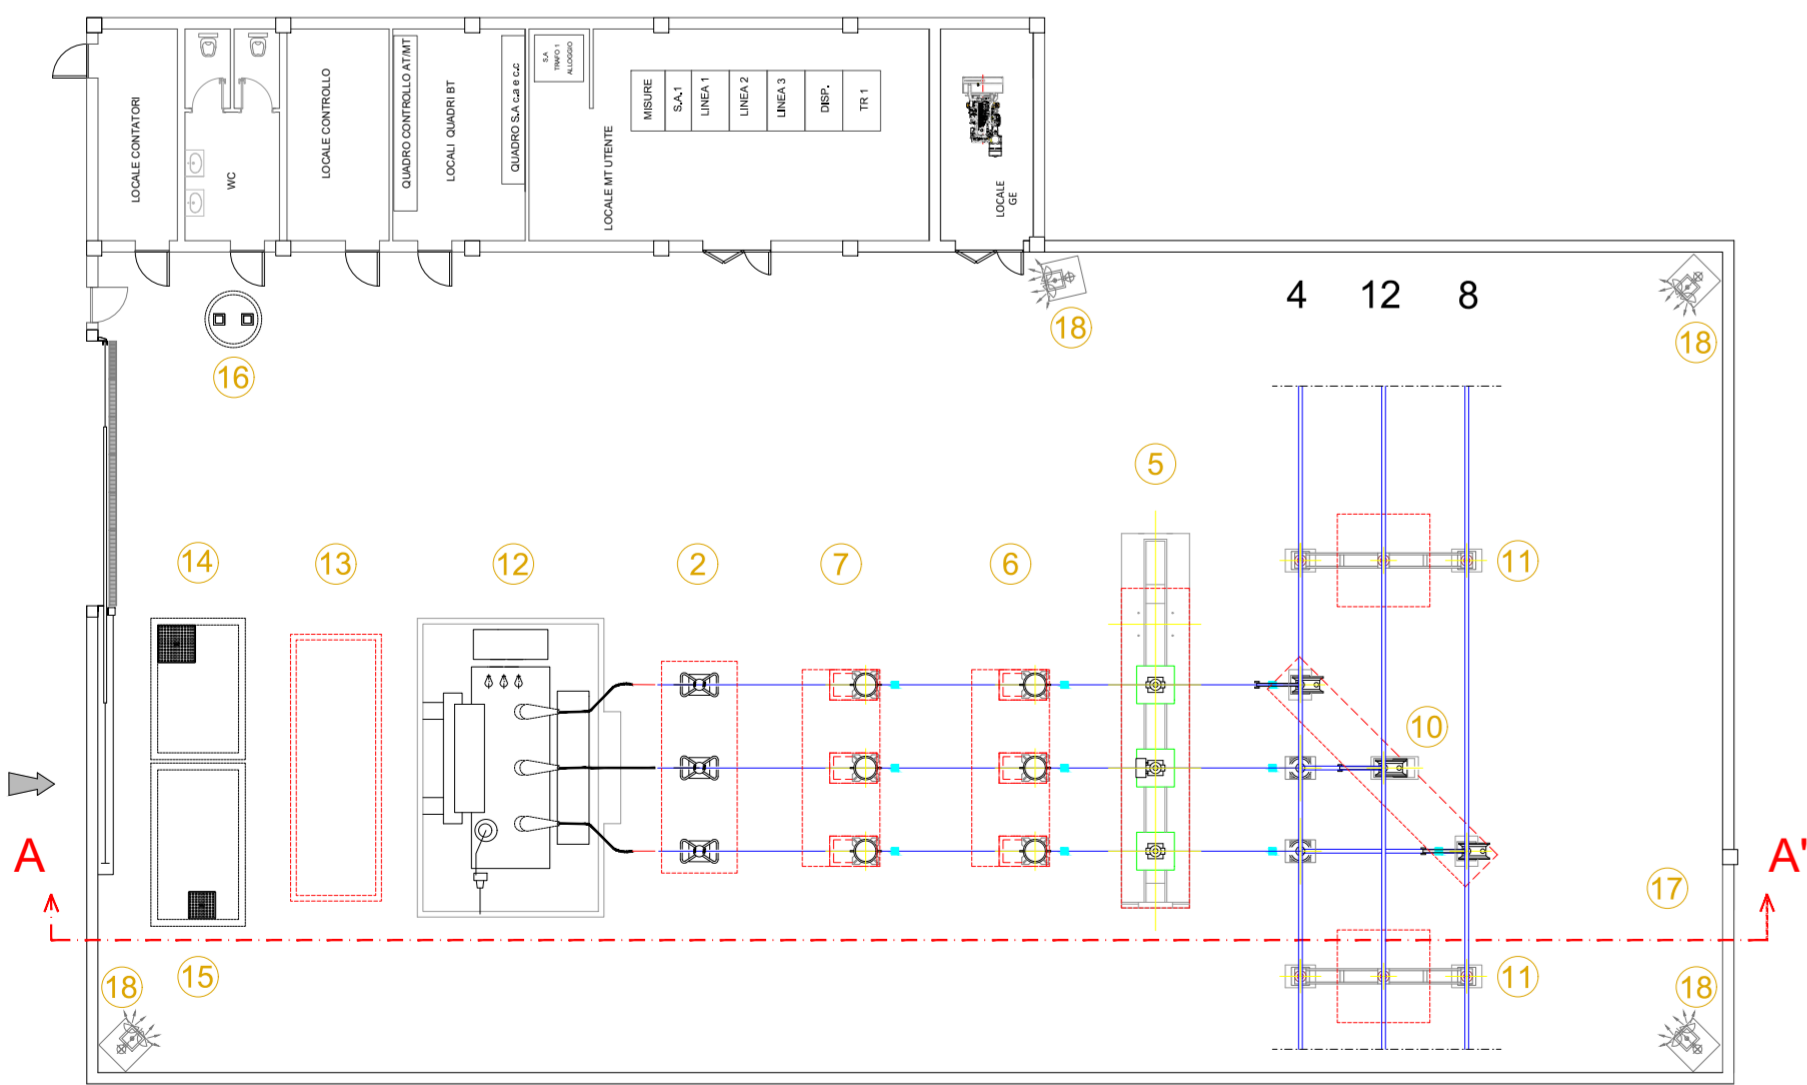 LOCALE CONTATORI
WC
LOCALE CONTROLLO
QUADRO CONTROLLO AT/MT
LOCALI QUADRI BT
QUADRO S.A c.a e c.c
S.A
TRAFO 1
ALLOGGIO
LOCALE MT UTENTE
MISURE
S.A.1
LINEA 1
LINEA 2
LINEA 3
DISP.
TR 1
LOCALE
GE
4 12 8
18
18
16
5
14 13 12 2 7 6 11
10
A A'
17
18 15 11 18